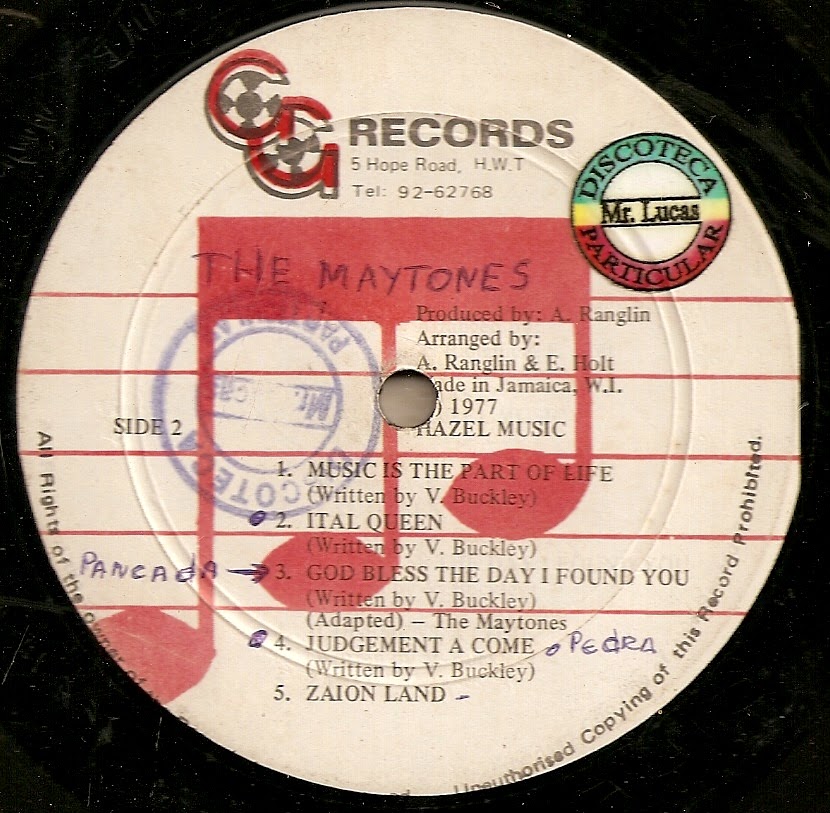 GG RECORDS
5 Hope Road, H.W.T
Tel: 92-62768
DISCOTECA
Mr. Lucas
PARTICULAR
THE MAYTONES
Produced by: A. Ranglin
Arranged by:
A. Ranglin & E. Holt
ade in Jamaica, W.I.
) 1977
HAZEL MUSIC
SIDE 2
1. MUSIC IS THE PART OF LIFE
(Written by V. Buckley)
2. ITAL QUEEN
(Written by V. Buckley)
PANCADA → 3. GOD BLESS THE DAY I FOUND YOU
(Written by V. Buckley)
(Adapted) – The Maytones
4. JUDGEMENT A COME PEDRA
(Written by V. Buckley)
5. ZAION LAND
All Rights of the owner of
Unauthorised Copying of this Record Prohibited.